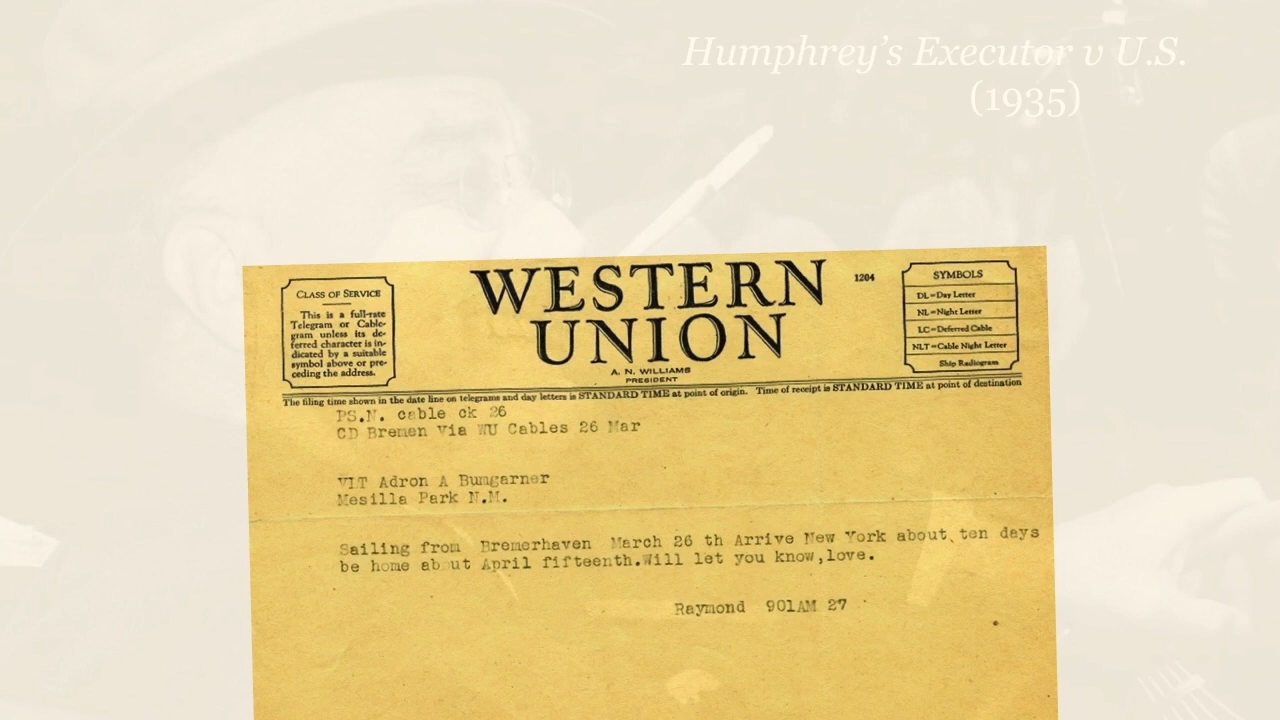 Humphrey's Executor v U.S.
(1935)
CLASS OF SERVICE
This is a full-rate
Telegram or Cable-
gram unless its de-
ferred character is in-
dicated by a suitable
symbol above or pre-
ceding the address.
WESTERN
UNION
A. N. WILLIAMS
PRESIDENT
1204
SYMBOLS
DL=Day Letter
NL=Night Letter
LC=Deferred Cable
NLT=Cable Night Letter
Ship Radiogram
The filing time shown in the date line on telegrams and day letters is STANDARD TIME at point of origin. Time of receipt is STANDARD TIME at point of destination
PS.N. cable ck 26
CD Bremen Via WU Cables 26 Mar
VLT Adron A Bumgarner
Mesilla Park N.M.
Sailing from Bremerhaven March 26 th Arrive New York about ten days
be home about April fifteenth.Will let you know,love.
Raymond 901AM 27